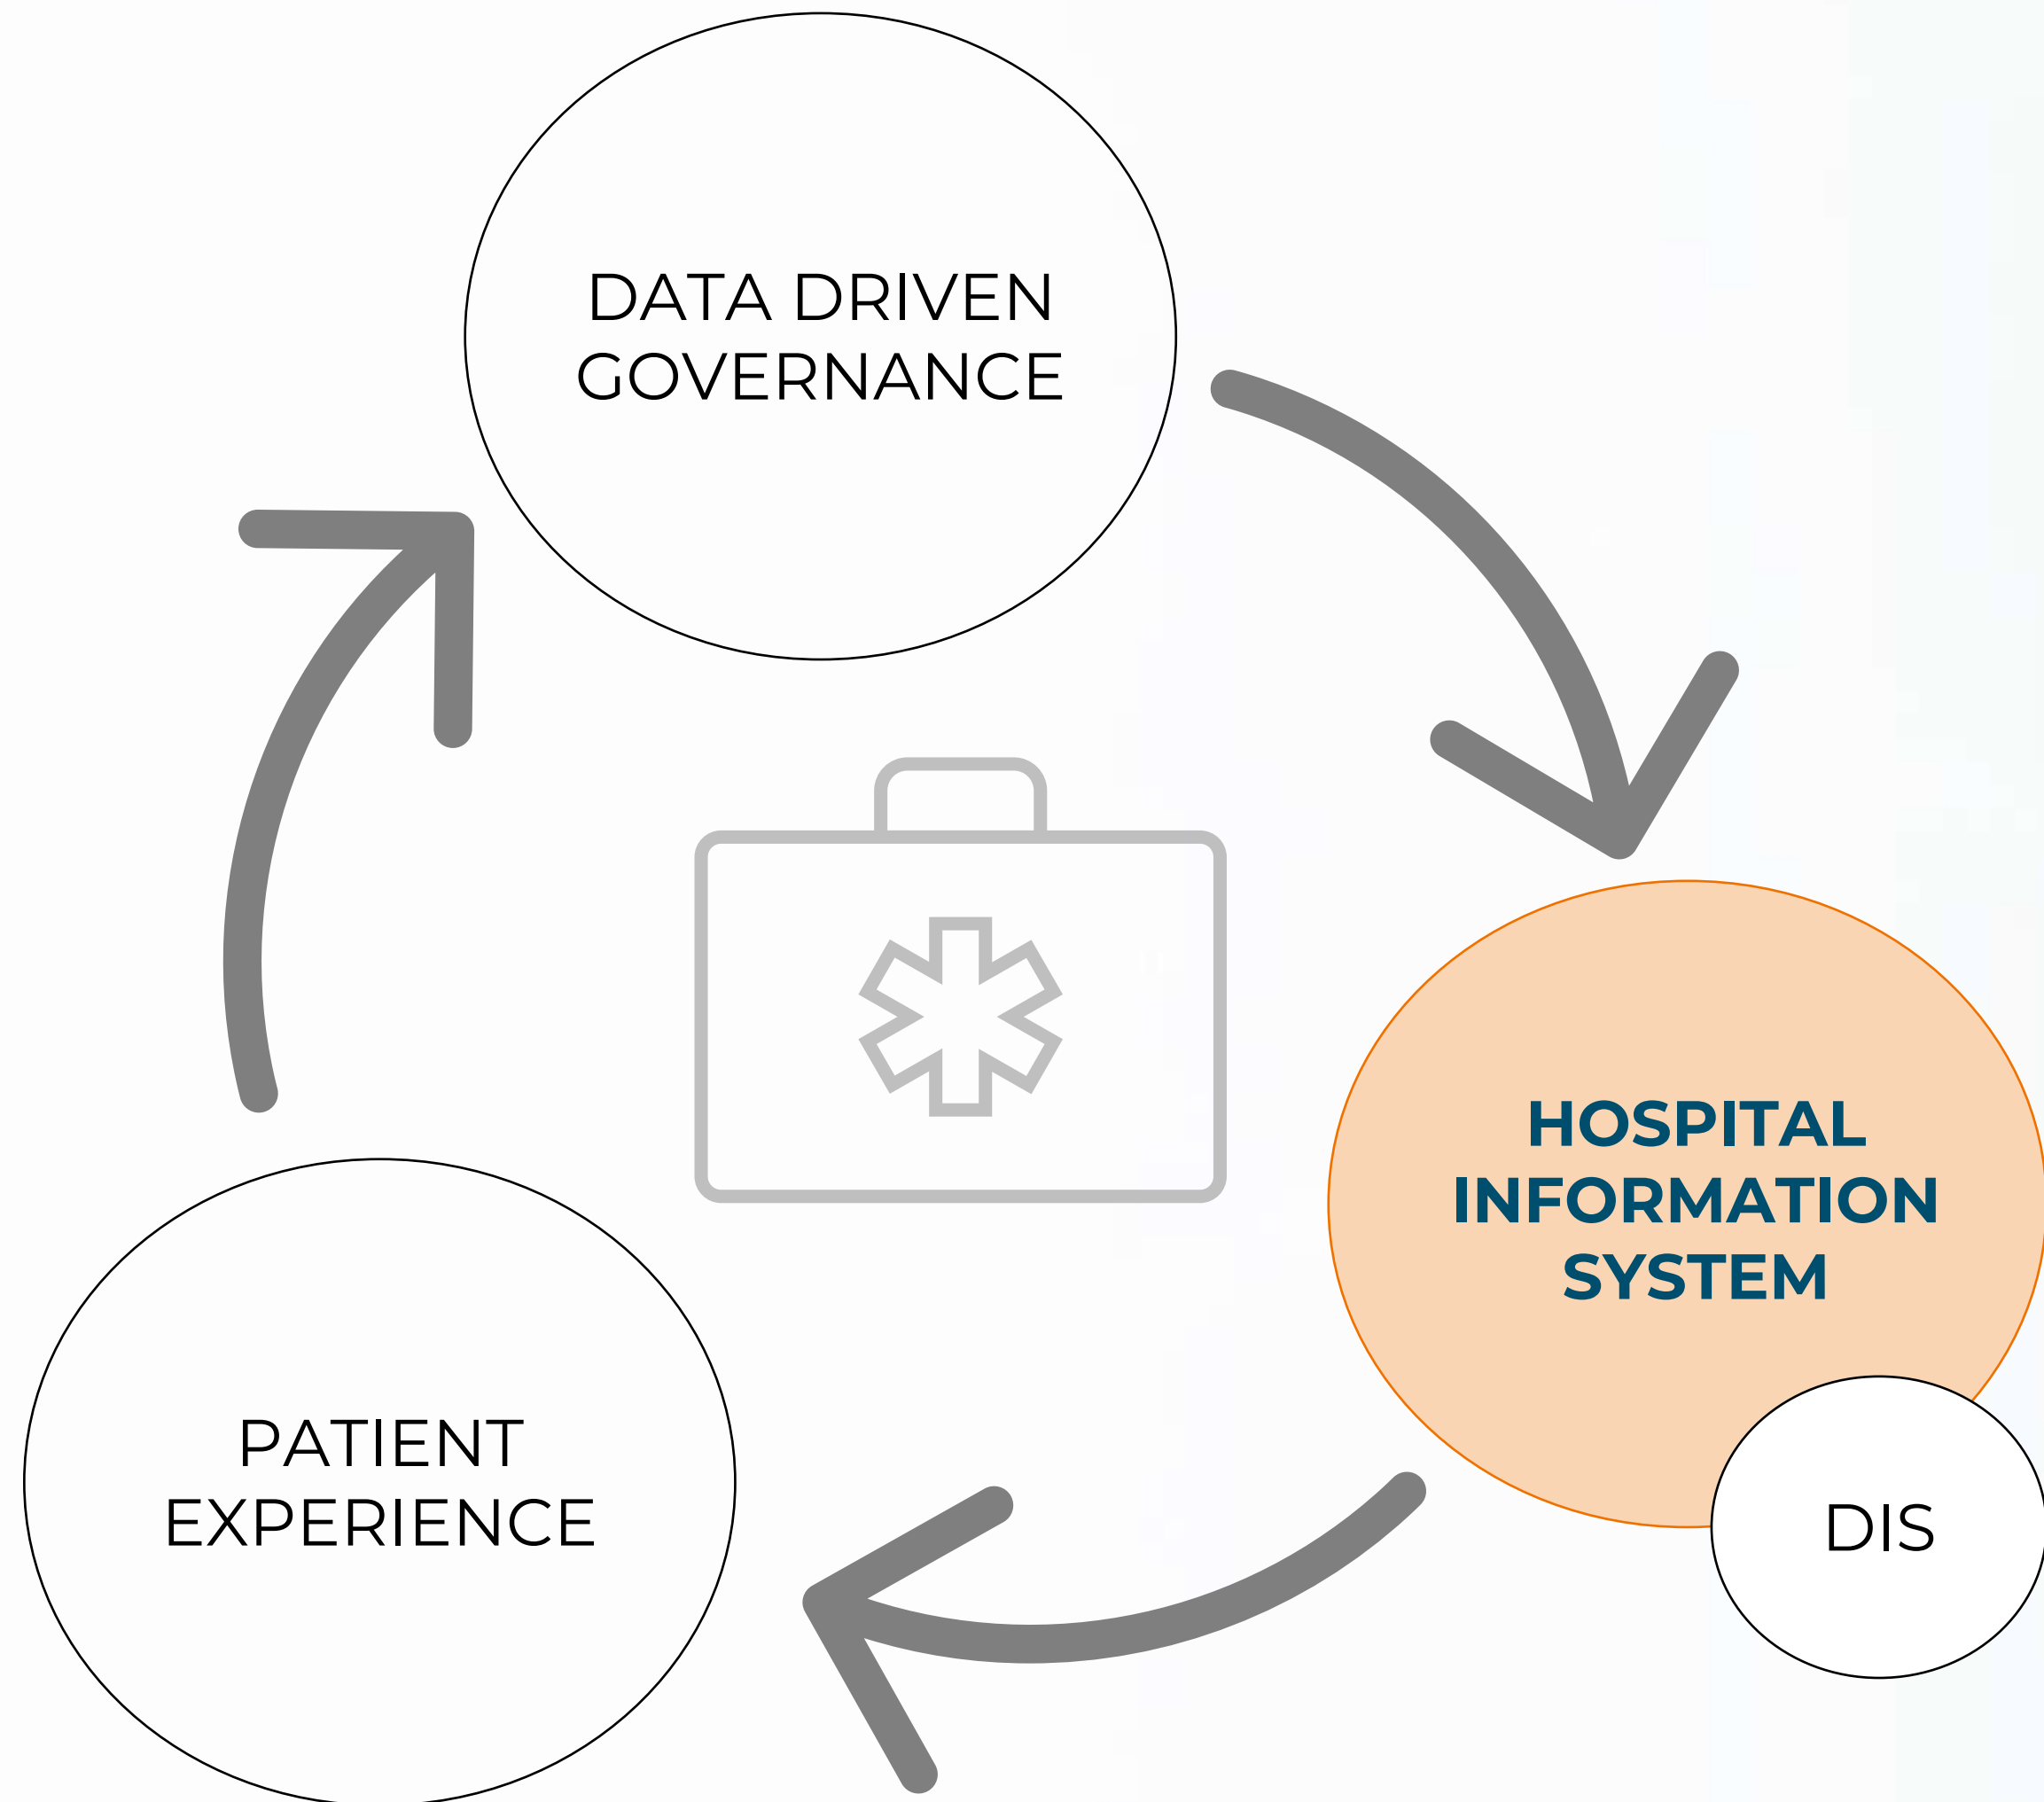 DATA DRIVEN
GOVERNANCE
HOSPITAL
INFORMATION
SYSTEM
PATIENT
EXPERIENCE
DIS